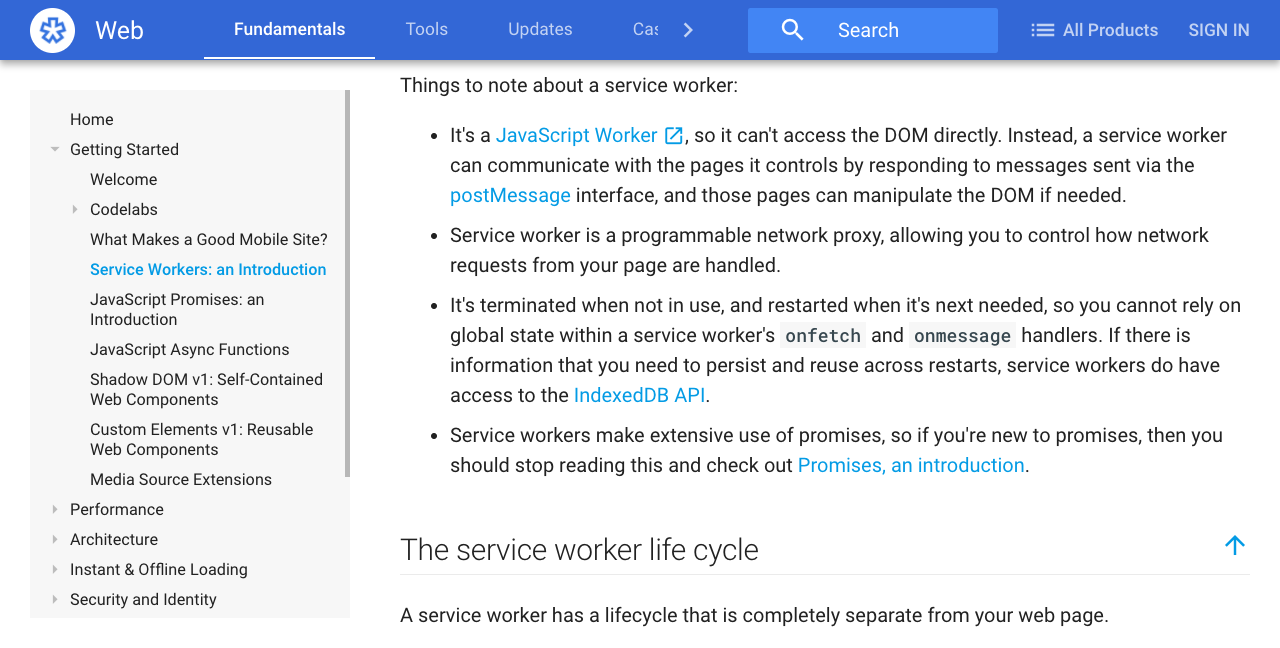 Web Fundamentals Tools Updates Cas Search All Products SIGN IN
Home
Getting Started
Welcome
Codelabs
What Makes a Good Mobile Site?
Service Workers: an Introduction
JavaScript Promises: an
Introduction
JavaScript Async Functions
Shadow DOM v1: Self-Contained
Web Components
Custom Elements v1: Reusable
Web Components
Media Source Extensions
Performance
Architecture
Instant & Offline Loading
Security and Identity
Things to note about a service worker:
• It's a JavaScript Worker, so it can't access the DOM directly. Instead, a service worker
can communicate with the pages it controls by responding to messages sent via the
postMessage interface, and those pages can manipulate the DOM if needed.
• Service worker is a programmable network proxy, allowing you to control how network
requests from your page are handled.
• It's terminated when not in use, and restarted when it's next needed, so you cannot rely on
global state within a service worker's onfetch and onmessage handlers. If there is
information that you need to persist and reuse across restarts, service workers do have
access to the IndexedDB API.
• Service workers make extensive use of promises, so if you're new to promises, then you
should stop reading this and check out Promises, an introduction.
The service worker life cycle
A service worker has a lifecycle that is completely separate from your web page.